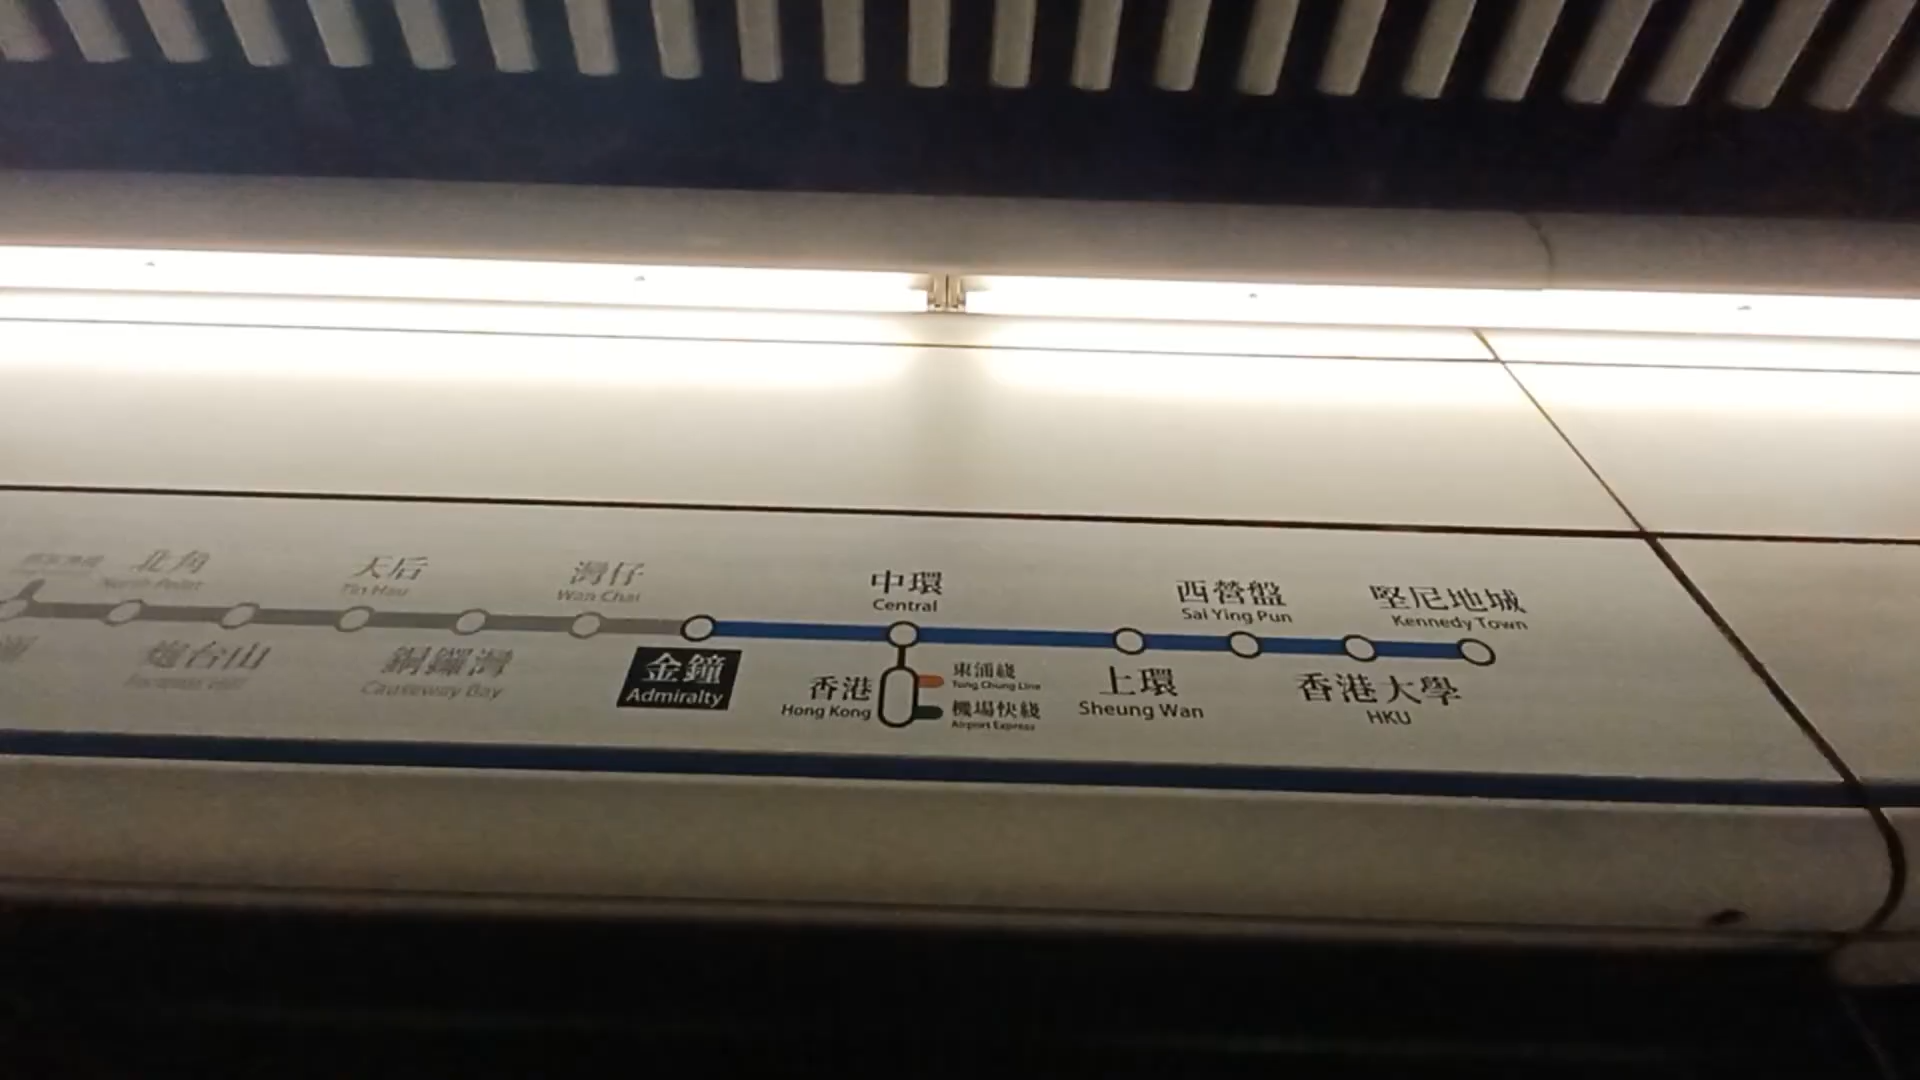 北角
North Point
天后
Tin Hau
灣仔
Wan Chai
中環
Central
西營盤
Sai Ying Pun
堅尼地城
Kennedy Town
炮台山
Fortress Hill
銅鑼灣
Causeway Bay
金鐘
Admiralty
香港
Hong Kong
東涌綫
Tung Chung Line
機場快綫
Airport Express
上環
Sheung Wan
香港大學
HKU